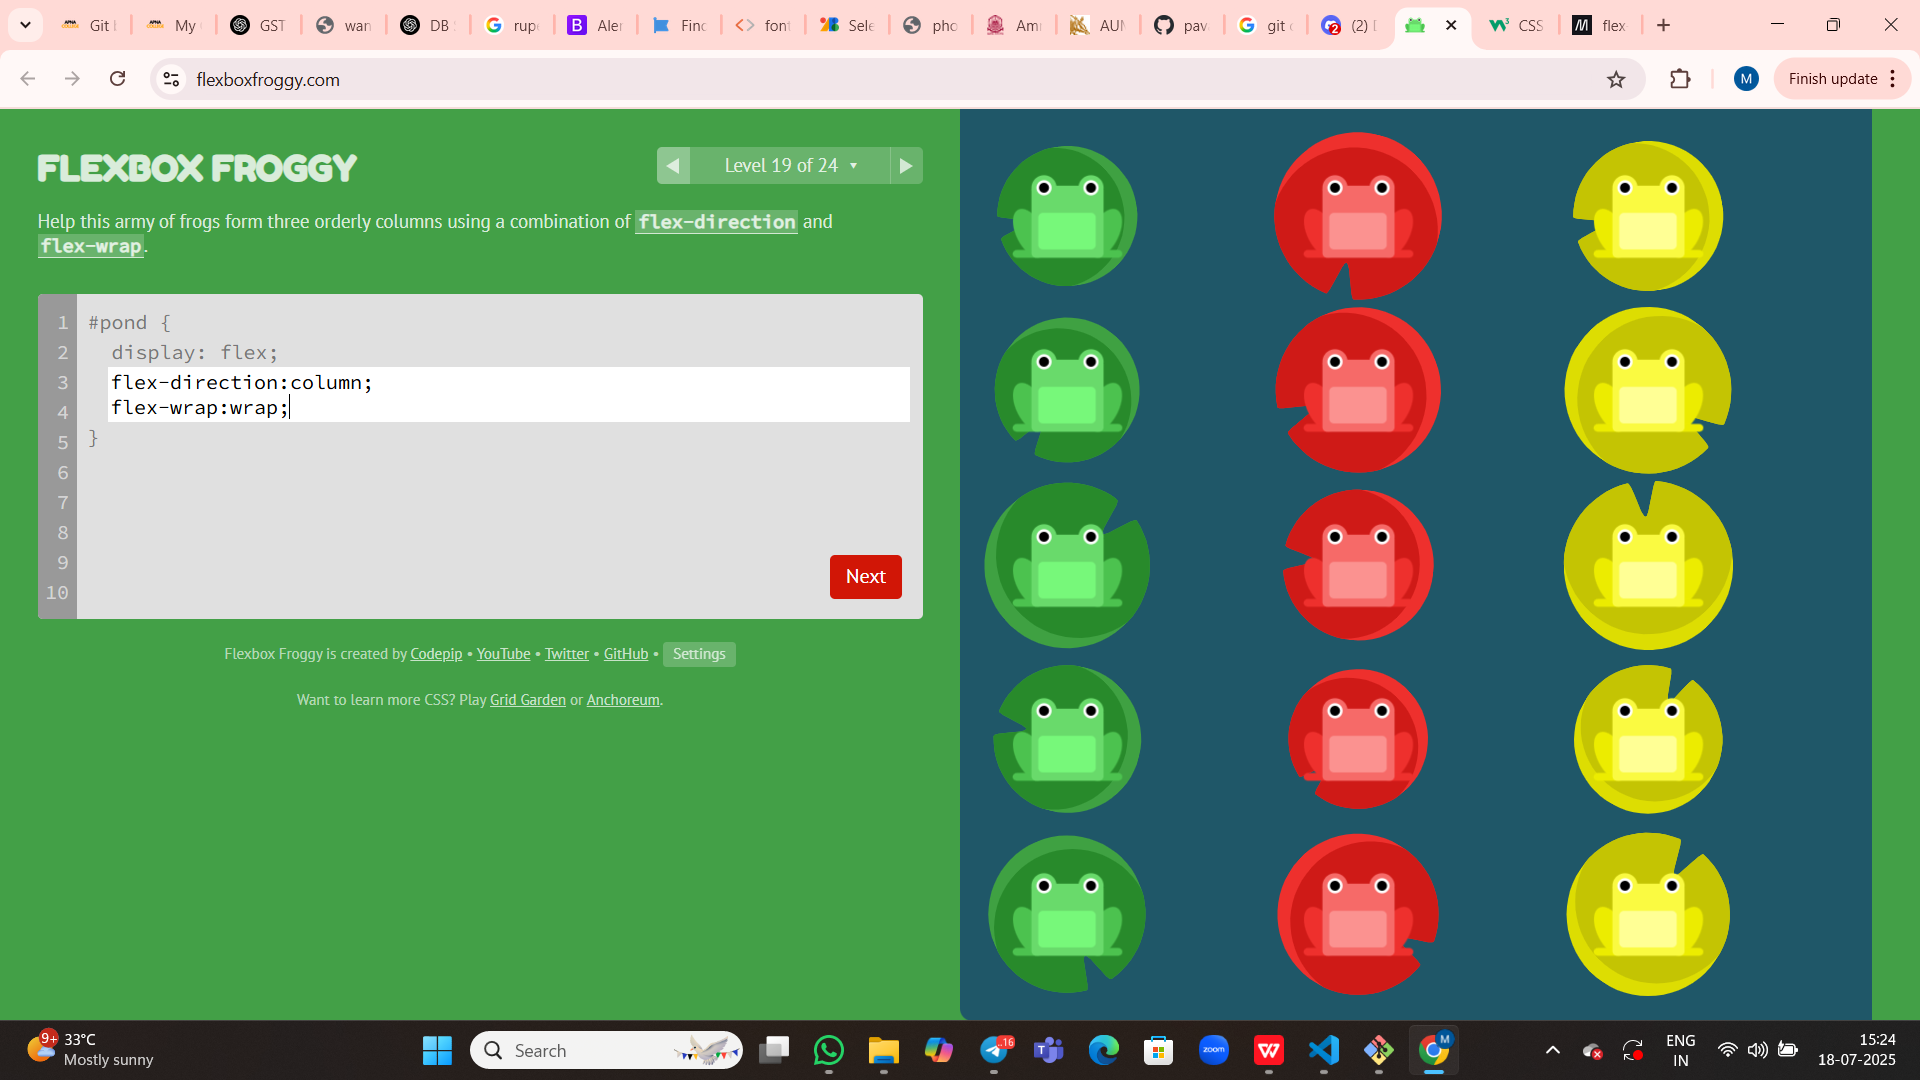 Git h
My
GST
wan
DB
rup
Aler
Finc
font
Sele
pho
Am
AUM
pav
git
(2)
CSS
flex
flexboxfroggy.com
M
Finish update
FLEXBOX FROGGY
Level 19 of 24
Help this army of frogs form three orderly columns using a combination of flex-direction and
flex-wrap.
1 #pond {
2 display: flex;
3 flex-direction:column;
4 flex-wrap:wrap;
5 }
6
7
8
9
10
Next
Flexbox Froggy is created by Codepip • YouTube • Twitter • GitHub • Settings
Want to learn more CSS? Play Grid Garden or Anchoreum.
9+
33°C
Mostly sunny
Search
16
zoom
M
ENG
IN
15:24
18-07-2025